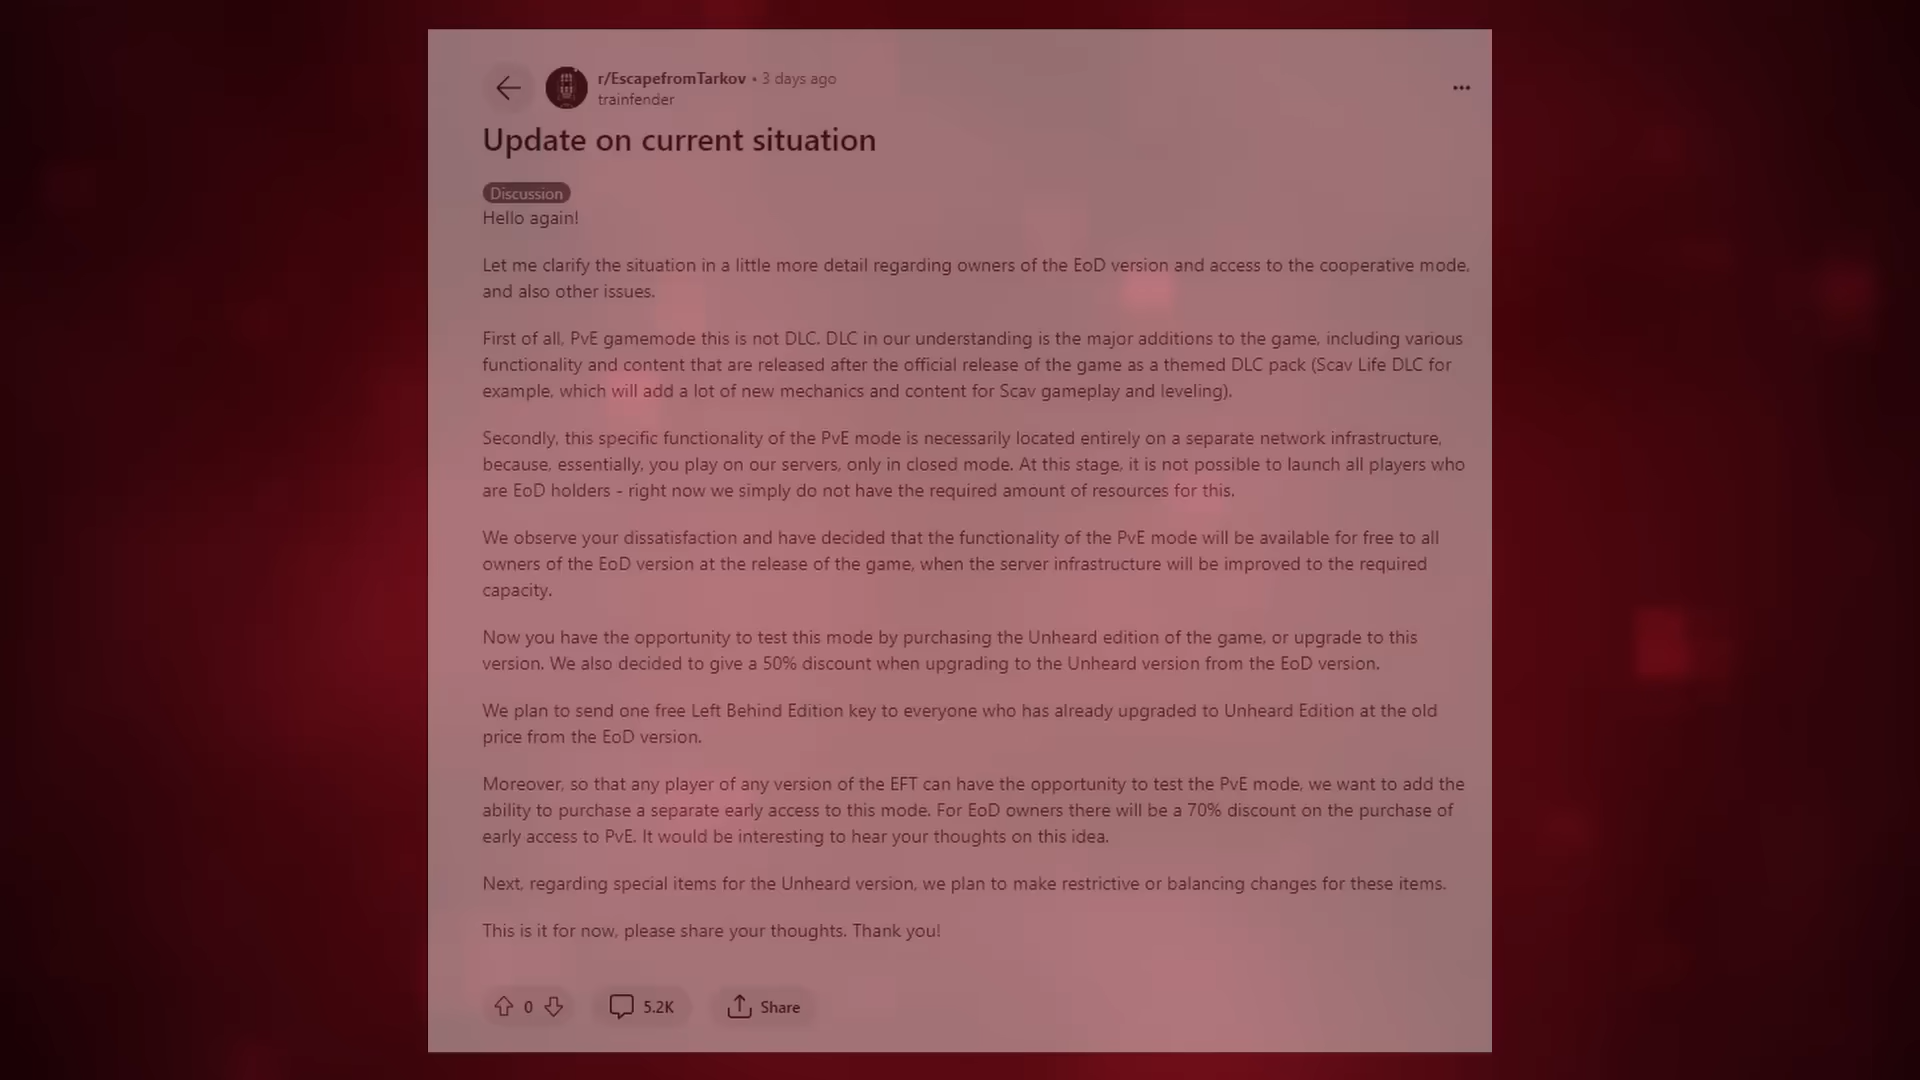 r/EscapefromTarkov • 3 days ago
trainfender
Update on current situation
Discussion
Hello again!
Let me clarify the situation in a little more detail regarding owners of the EoD version and access to the cooperative mode,
and also other issues.
First of all, PvE gamemode this is not DLC. DLC in our understanding is the major additions to the game, including various
functionality and content that are released after the official release of the game as a themed DLC pack (Scav Life DLC for
example, which will add a lot of new mechanics and content for Scav gameplay and leveling).
Secondly, this specific functionality of the PvE mode is necessarily located entirely on a separate network infrastructure,
because, essentially, you play on our servers, only in closed mode. At this stage, it is not possible to launch all players who
are EoD holders - right now we simply do not have the required amount of resources for this.
We observe your dissatisfaction and have decided that the functionality of the PvE mode will be available for free to all
owners of the EoD version at the release of the game, when the server infrastructure will be improved to the required
capacity.
Now you have the opportunity to test this mode by purchasing the Unheard edition of the game, or upgrade to this
version. We also decided to give a 50% discount when upgrading to the Unheard version from the EoD version.
We plan to send one free Left Behind Edition key to everyone who has already upgraded to Unheard Edition at the old
price from the EoD version.
Moreover, so that any player of any version of the EFT can have the opportunity to test the PvE mode, we want to add the
ability to purchase a separate early access to this mode. For EoD owners there will be a 70% discount on the purchase of
early access to PvE. It would be interesting to hear your thoughts on this idea.
Next, regarding special items for the Unheard version, we plan to make restrictive or balancing changes for these items.
This is it for now, please share your thoughts. Thank you!
0 5.2K Share